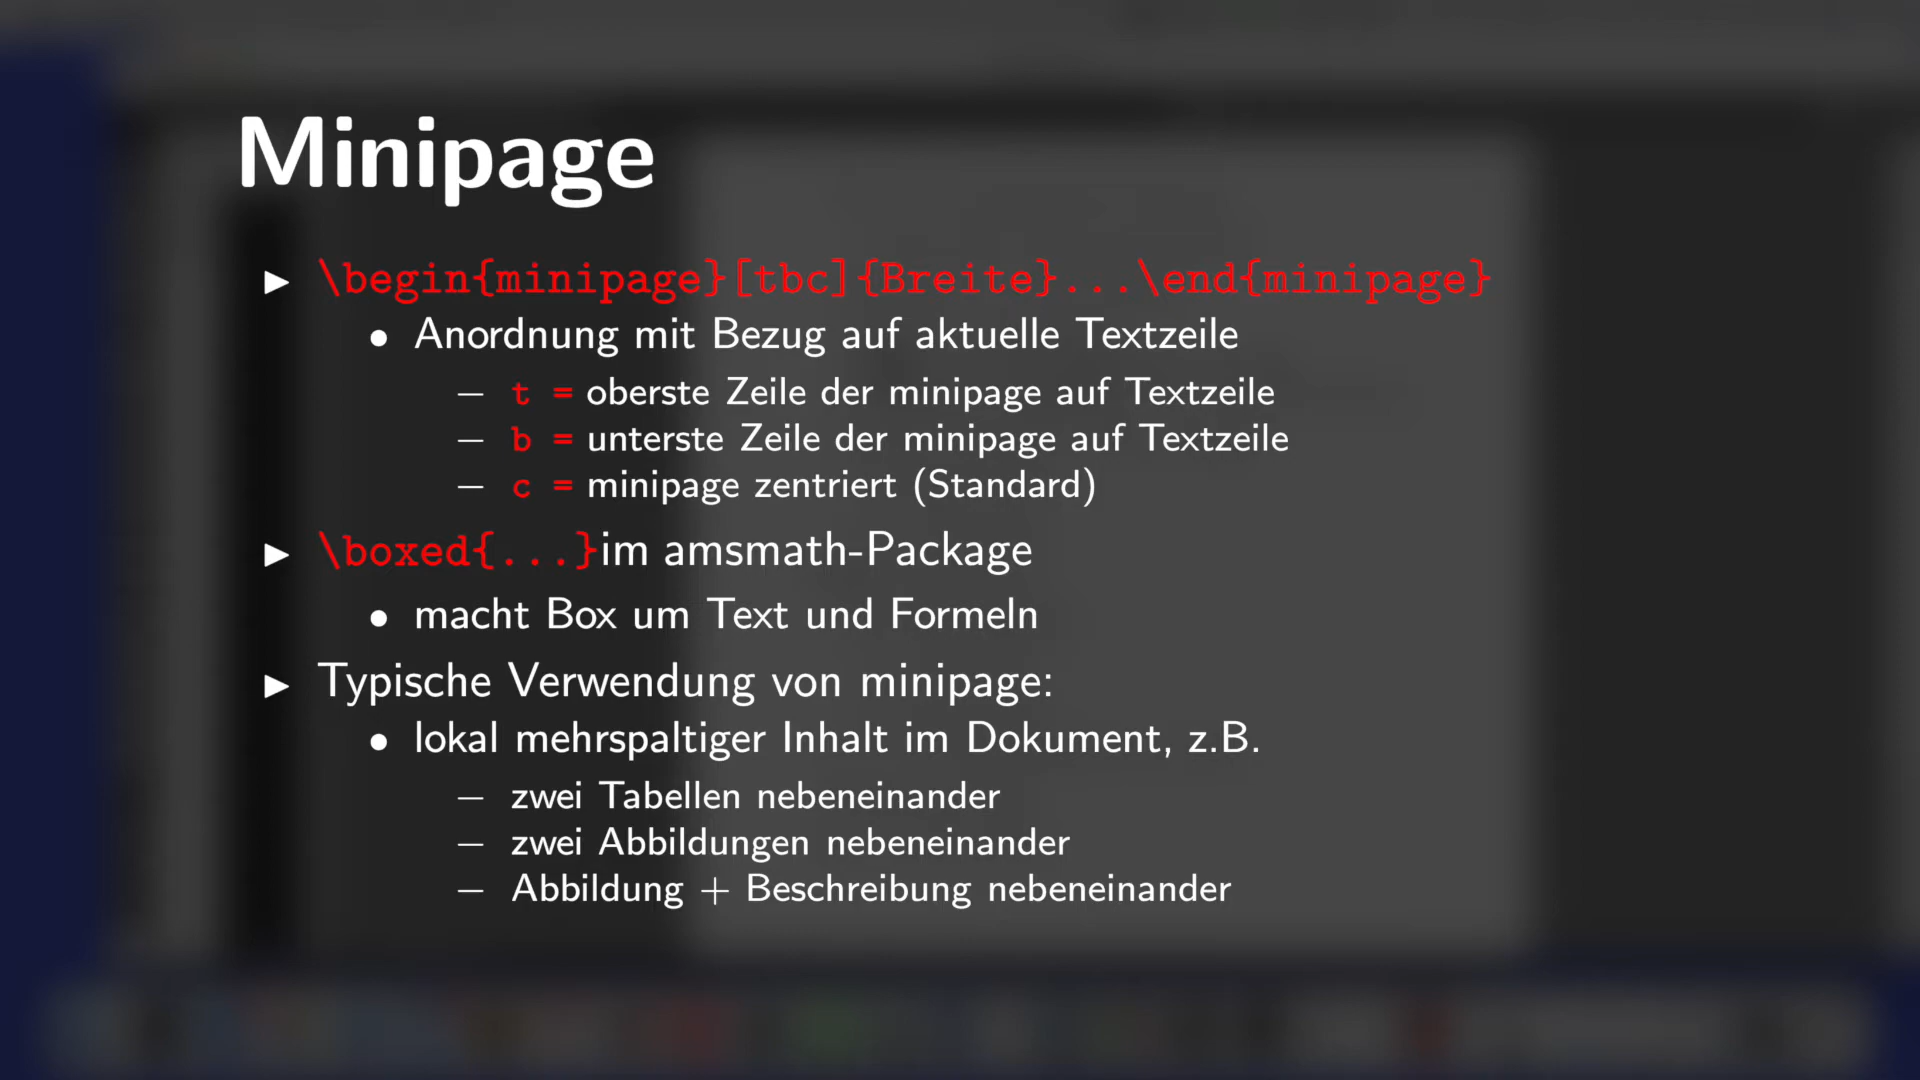 Minipage
▶ \begin{minipage}[tbc]{Breite}...\end{minipage}
• Anordnung mit Bezug auf aktuelle Textzeile
– t = oberste Zeile der minipage auf Textzeile
– b = unterste Zeile der minipage auf Textzeile
– c = minipage zentriert (Standard)
▶ \boxed{...}im amsmath-Package
• macht Box um Text und Formeln
▶ Typische Verwendung von minipage:
• lokal mehrspaltiger Inhalt im Dokument, z.B.
– zwei Tabellen nebeneinander
– zwei Abbildungen nebeneinander
– Abbildung + Beschreibung nebeneinander